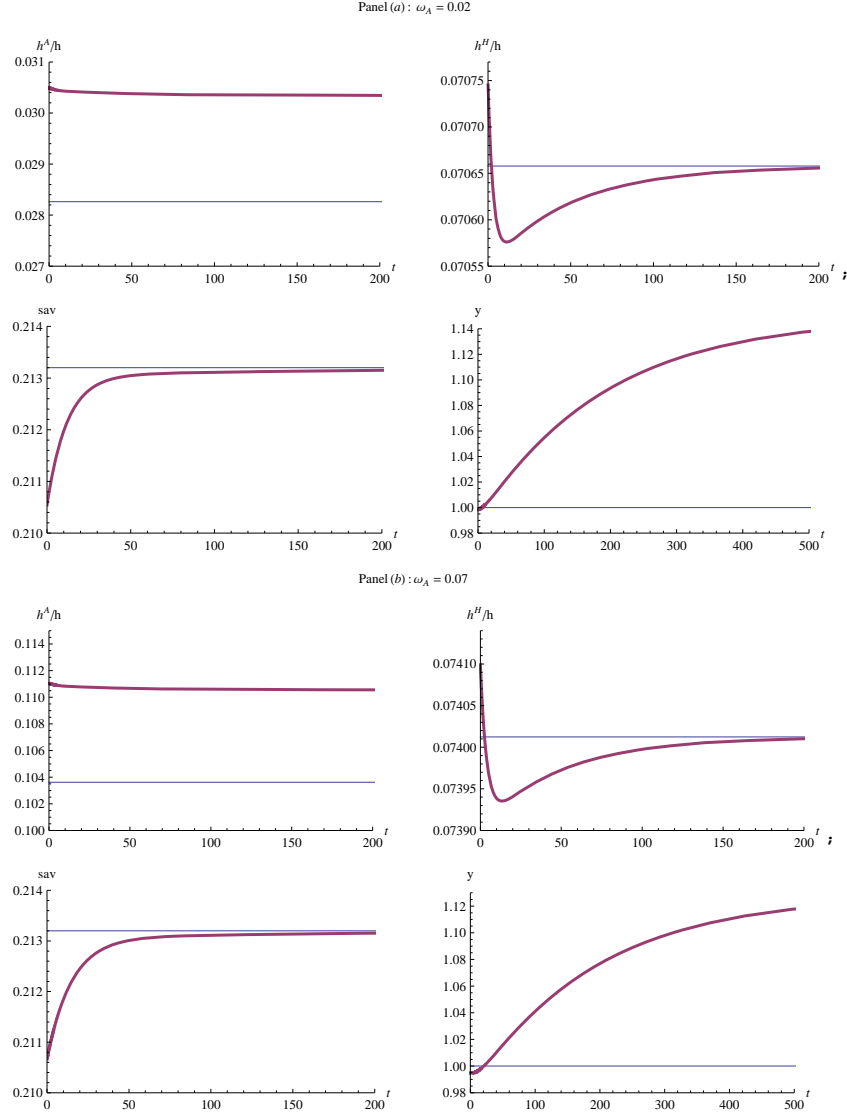 Panel (a) : ω_A = 0.02
h^A/h
0.031
0.030
0.029
0.028
0.027
0 50 100 150 200 t
h^H/h
0.07075
0.07070
0.07065
0.07060
0.07055
0 50 100 150 200 t ;
sav
0.214
0.213
0.212
0.211
0.210
0 50 100 150 200 t
y
1.14
1.12
1.10
1.08
1.06
1.04
1.02
1.00
0.98
0 100 200 300 400 500 t
Panel (b) : ω_A = 0.07
h^A/h
0.114
0.112
0.110
0.108
0.106
0.104
0.102
0.100
0 50 100 150 200 t
h^H/h
0.07410
0.07405
0.07400
0.07395
0.07390
0 50 100 150 200 t ;
sav
0.214
0.213
0.212
0.211
0.210
0 50 100 150 200 t
y
1.12
1.10
1.08
1.06
1.04
1.02
1.00
0.98
0 100 200 300 400 500 t